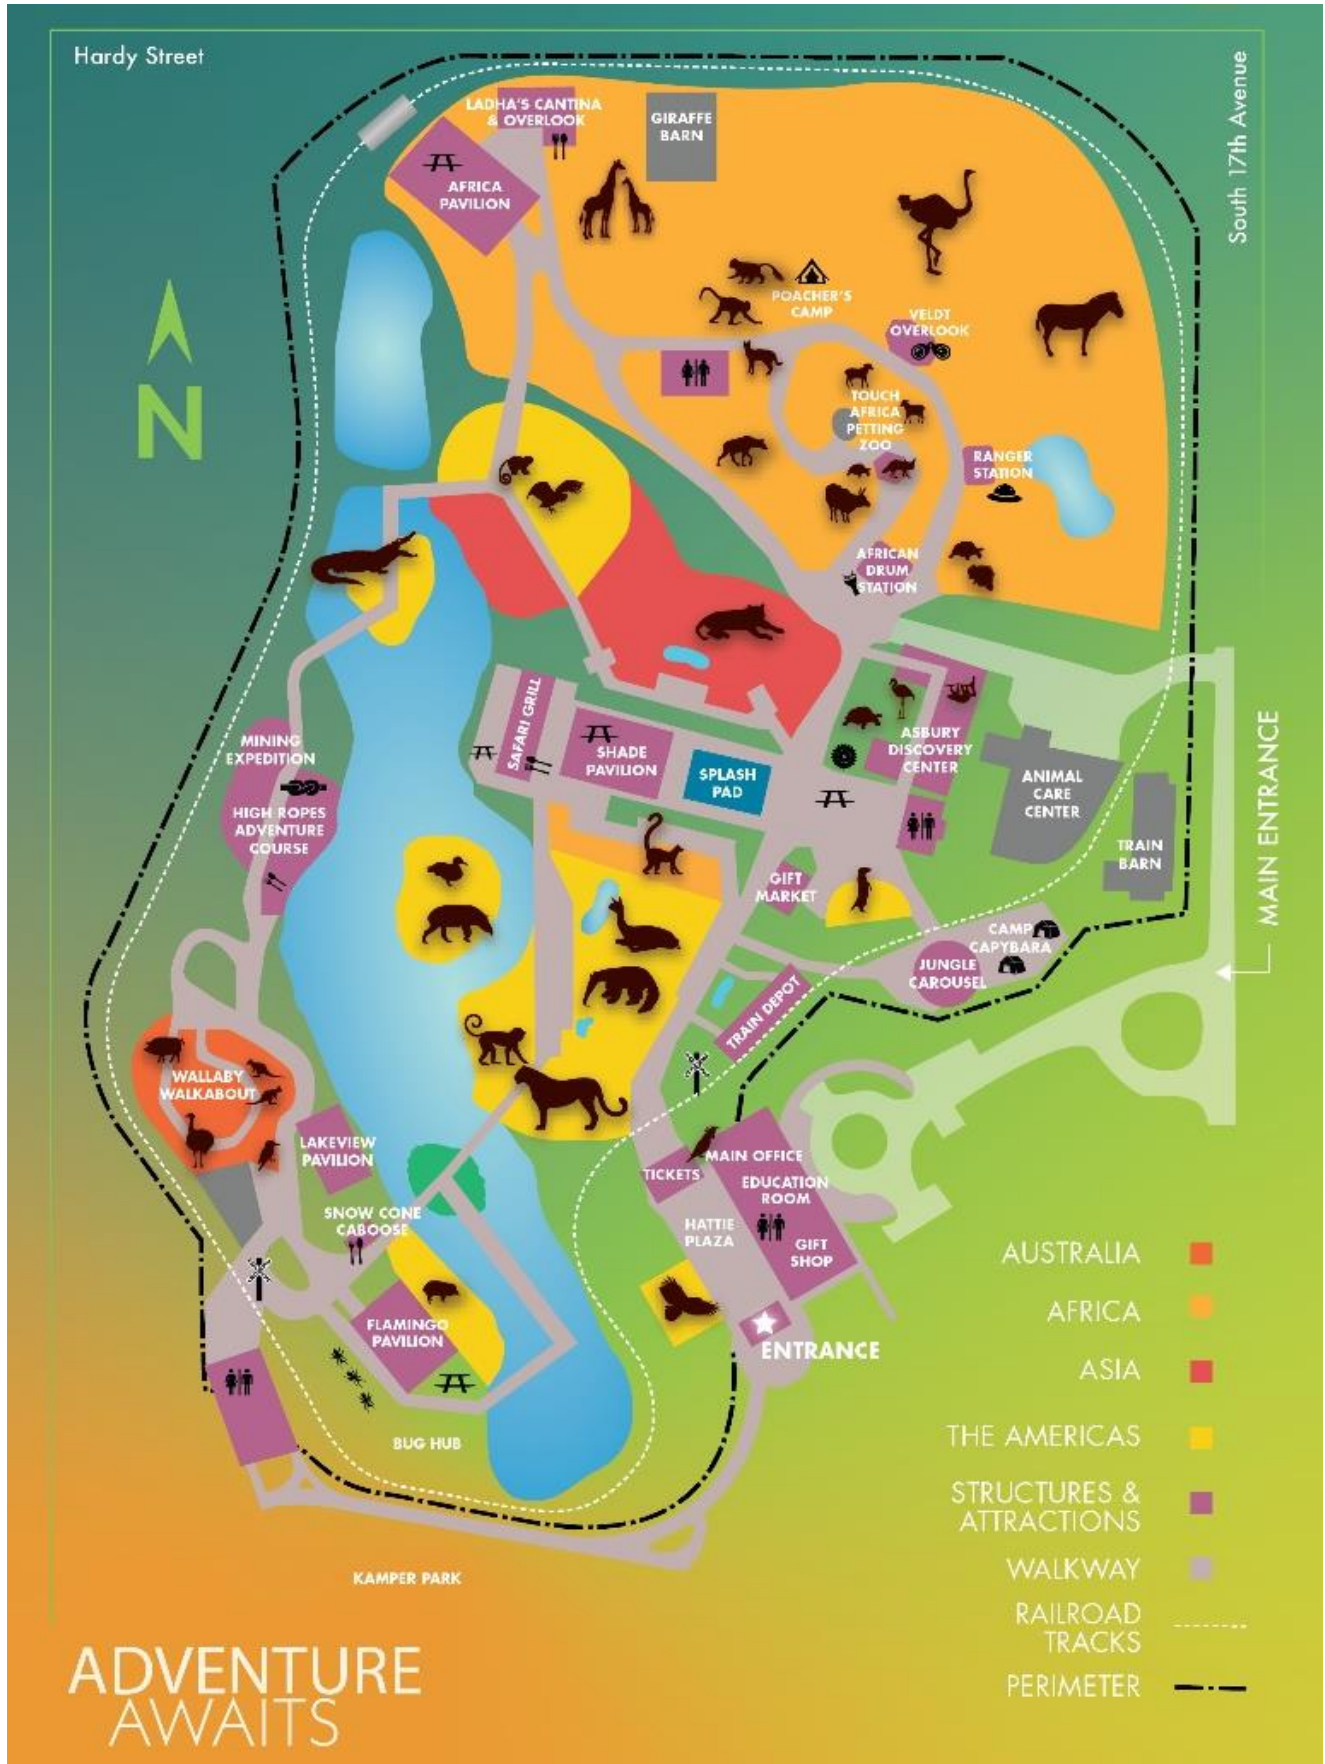 Hardy Street
South 17th Avenue
LADHA'S CANTINA
& OVERLOOK
GIRAFFE
BARN
AFRICA
PAVILION
POACHER'S
CAMP
VELDT
OVERLOOK
TOUCH
AFRICA
PETTING
ZOO
N
RANGER
STATION
AFRICAN
DRUM
STATION
SAFARI GRILL
MINING
EXPEDITION
SHADE
PAVILION
SPLASH
PAD
ASBURY
DISCOVERY
CENTER
ANIMAL
CARE
CENTER
MAIN ENTRANCE
HIGH ROPES
ADVENTURE
COURSE
TRAIN
BARN
GIFT
MARKET
CAMP
CAPYBARA
JUNGLE
CAROUSEL
TRAIN DEPOT
WALLABY
WALKABOUT
LAKEVIEW
PAVILION
MAIN OFFICE
TICKETS
EDUCATION
ROOM
SNOW CONE
CABOOSE
HATTIE
PLAZA
GIFT
SHOP
FLAMINGO
PAVILION
ENTRANCE
BUG HUB
KAMPER PARK
AUSTRALIA
AFRICA
ASIA
THE AMERICAS
STRUCTURES &
ATTRACTIONS
WALKWAY
RAILROAD
TRACKS
PERIMETER
ADVENTURE
AWAITS